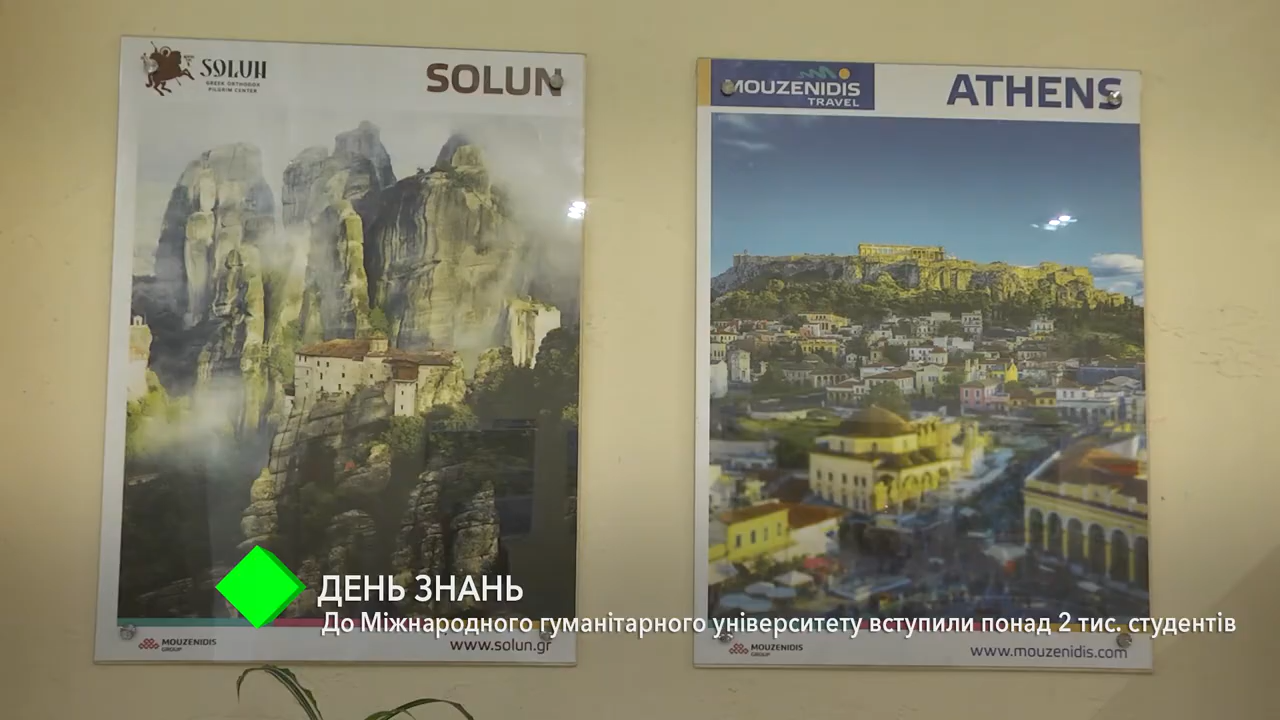 SOLUN
GREEK ORTHODOX
PILGRIM CENTER
SOLUN
MOUZENIDIS
TRAVEL
ATHENS
ДЕНЬ ЗНАНЬ
До Міжнародного гуманітарного університету вступили понад 2 тис. студентів
MOUZENIDIS
GROUP
www.solun.gr
MOUZENIDIS
GROUP
www.mouzenidis.com